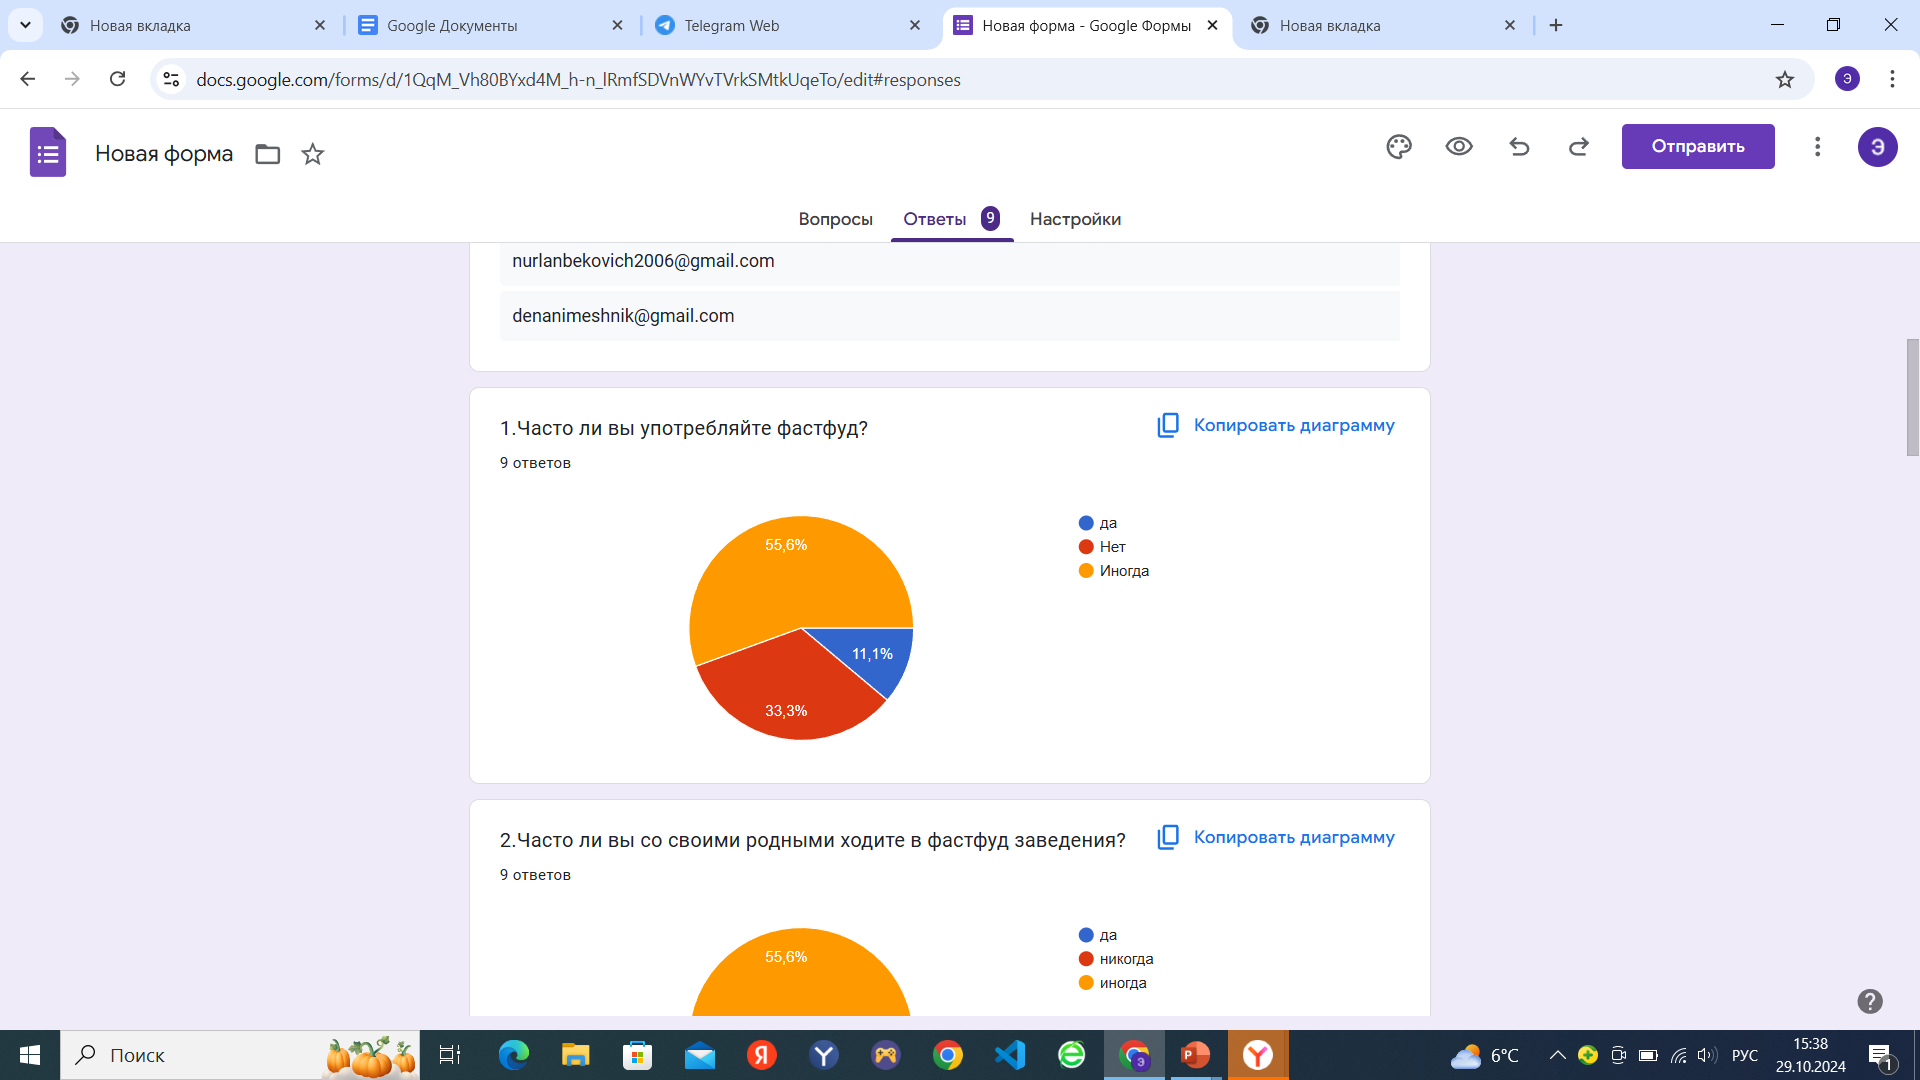 Новая вкладка
Google Документы
Telegram Web
Новая форма - Google Формы
Новая вкладка
docs.google.com/forms/d/1QqM_Vh80BYxd4M_h-n_lRmfSDVnWYvTVrkSMtkUqeTo/edit#responses
Э
Новая форма
Отправить
Э
Вопросы
Ответы 9
Настройки
nurlanbekovich2006@gmail.com
denanimeshnik@gmail.com
1.Часто ли вы употребляйте фастфуд?
Копировать диаграмму
9 ответов
да
Нет
Иногда
55,6%
11,1%
33,3%
2.Часто ли вы со своими родными ходите в фастфуд заведения?
Копировать диаграмму
9 ответов
да
никогда
иногда
55,6%
Поиск
6°C
РУС
15:38
29.10.2024
1